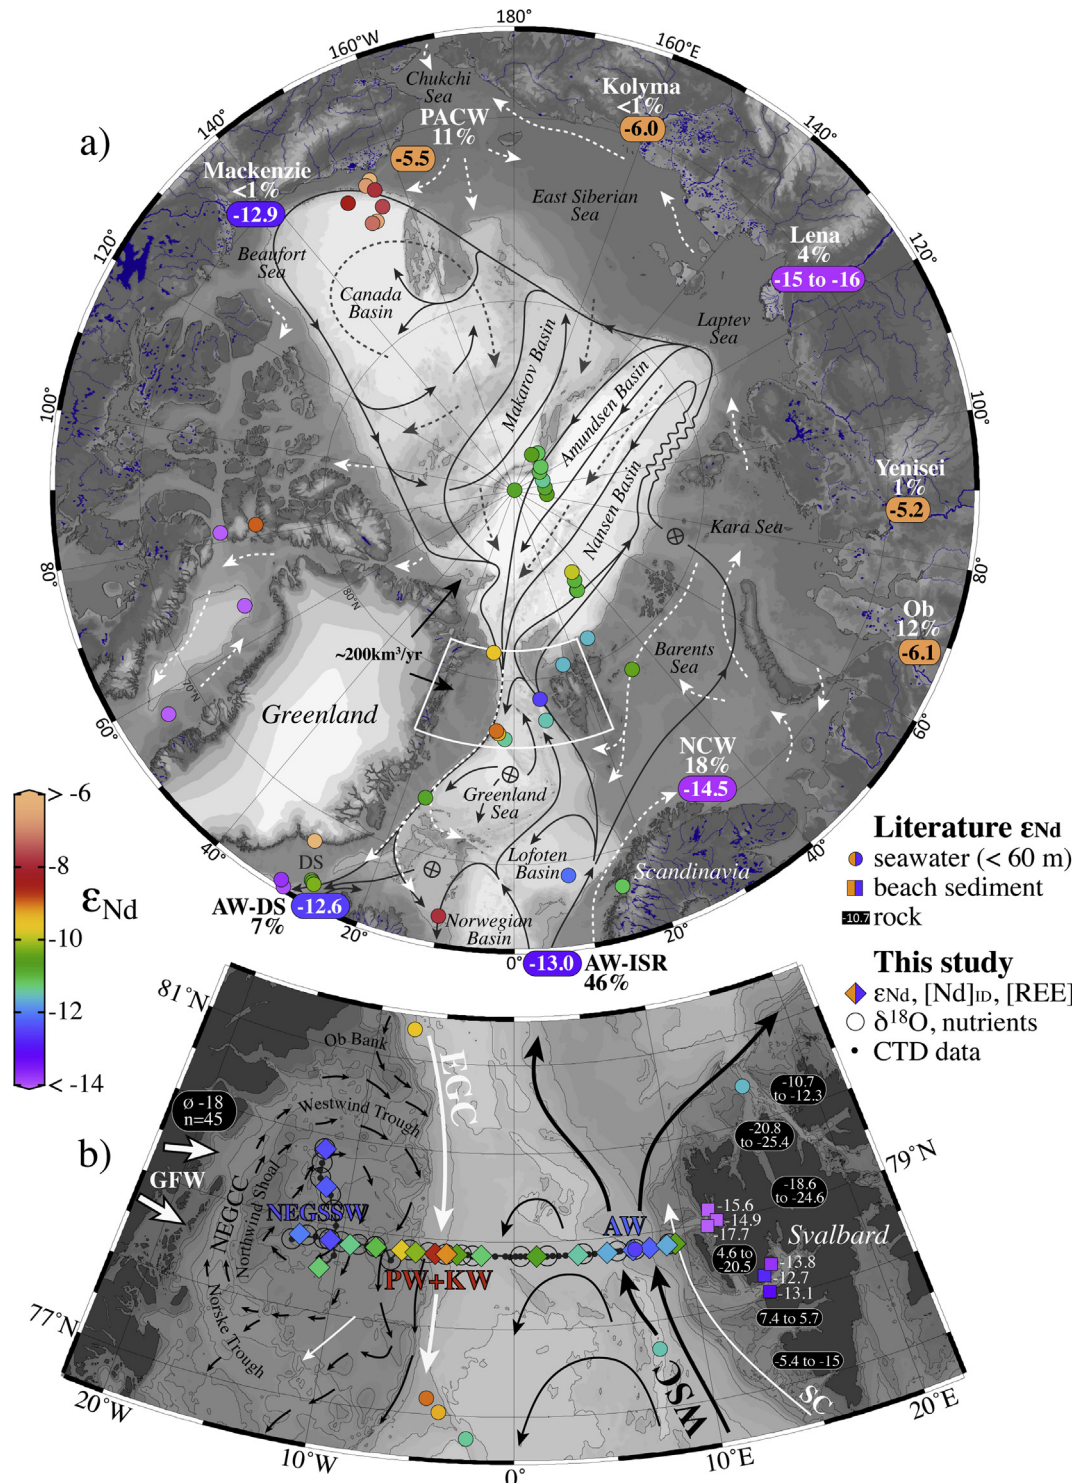 180°
160°W
160°E
Chukchi
Sea
PACW
11%
-5.5
Kolyma
<1%
-6.0
140°W
140°E
a)
Mackenzie
<1%
-12.9
East Siberian
Sea
Lena
4%
-15 to -16
120°W
120°E
Beaufort
Sea
Canada
Basin
Laptev
Sea
Makarov Basin
Amundsen Basin
Nansen Basin
100°
100°
Yenisei
1%
-5.2
Kara Sea
80°
80°
80°N
Ob
12%
-6.1
~200km³/yr
Barents
Sea
70°N
60°
60°
Greenland
NCW
18%
-14.5
Greenland
Sea
> -6
-8
εNd
-10
-12
< -14
40°
40°
DS
Lofoten
Basin
Scandinavia
AW-DS
7%
-12.6
Norwegian
Basin
20°
20°
0°
-13.0
AW-ISR
46%
Literature εNd
seawater (< 60 m)
beach sediment
-10.7
rock
This study
εNd, [Nd]ID, [REE]
δ18O, nutrients
CTD data
81°N
Ob Bank
EGC
Westwind Trough
ø -18
n=45
b)
GFW
NEGCC
Northwind Shoal
NEGSSW
Norske Trough
PW+KW
AW
WSC
SC
-10.7
to -12.3
-20.8
to -25.4
79°N
-18.6
to -24.6
-15.6
-14.9
-17.7
Svalbard
4.6 to
-20.5
-13.8
-12.7
-13.1
7.4 to 5.7
-5.4 to -15
77°N
20°W
10°W
0°
10°E
20°E